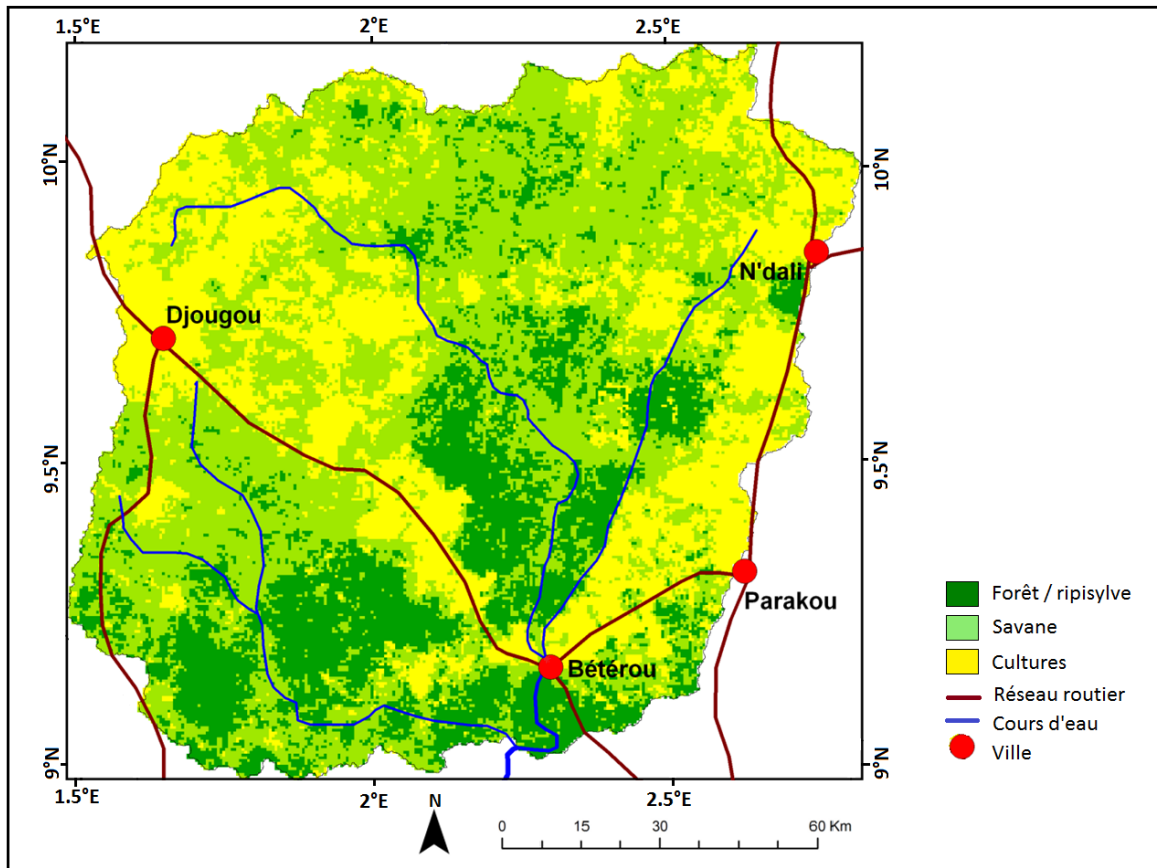 1.5°E 2°E 2.5°E
10°N 10°N
N'dali
Djougou
9.5°N 9.5°N
Parakou
Bétérou
9°N 9°N
1.5°E 2°E 2.5°E
N
0 15 30 60 Km
Forêt / ripisylve
Savane
Cultures
Réseau routier
Cours d'eau
Ville